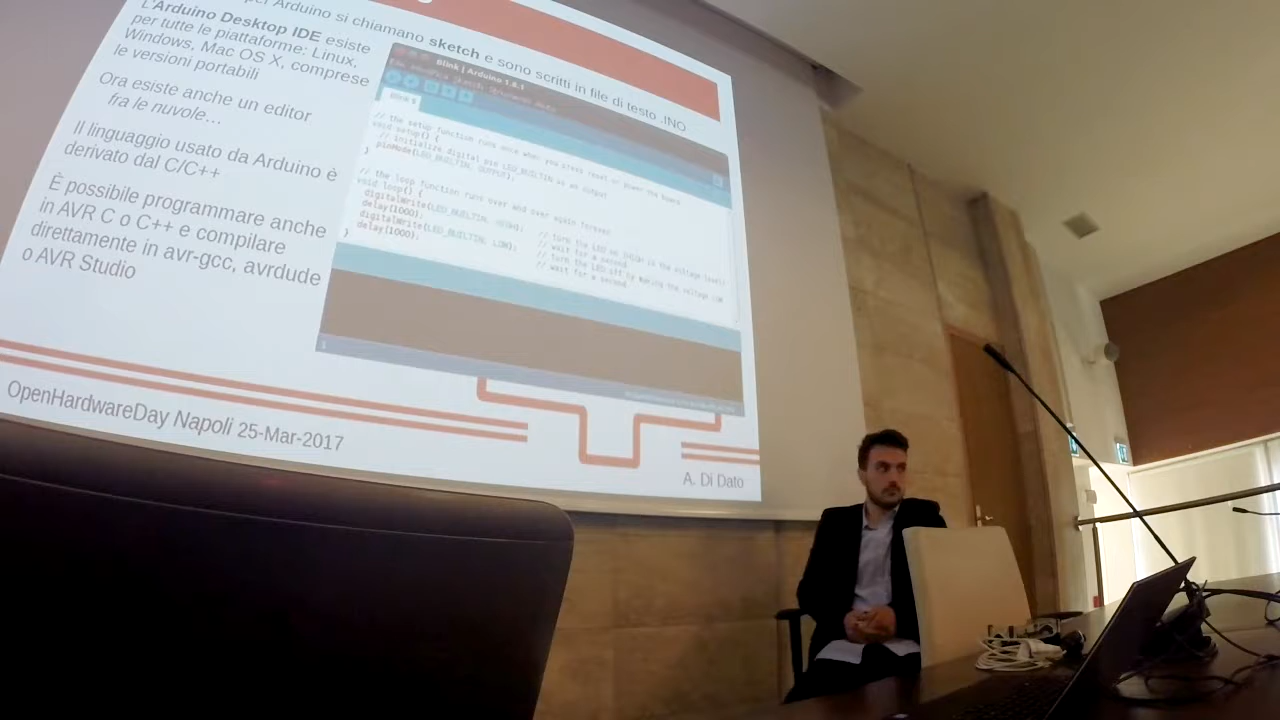 per Arduino si chiamano sketch e sono scritti in file di testo .INO
L'Arduino Desktop IDE esiste
per tutte le piattaforme: Linux,
Windows, Mac OS X, comprese
le versioni portabili
Ora esiste anche un editor
fra le nuvole...
Il linguaggio usato da Arduino è
derivato dal C/C++
È possibile programmare anche
in AVR C o C++ e compilare
direttamente in avr-gcc, avrdude
o AVR Studio
Blink | Arduino 1.8.1
File Modifica Sketch Strumenti Aiuto
Blink §
// the setup function runs once when you press reset or power the board
void setup() {
// initialize digital pin LED_BUILTIN as an output
pinMode(LED_BUILTIN, OUTPUT);
}
// the loop function runs over and over again forever
void loop() {
digitalWrite(LED_BUILTIN, HIGH); // turn the LED on (HIGH is the voltage level)
delay(1000); // wait for a second
digitalWrite(LED_BUILTIN, LOW); // turn the LED off by making the voltage LOW
delay(1000); // wait for a second
}
OpenHardwareDay Napoli 25-Mar-2017
A. Di Dato